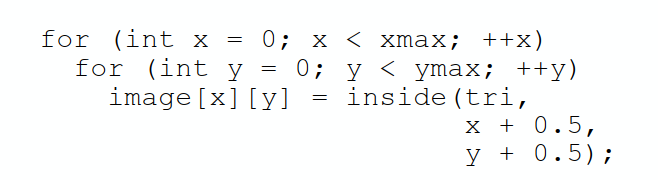 for (int x = 0; x < xmax; ++x)
for (int y = 0; y < ymax; ++y)
image[x][y] = inside(tri,
x + 0.5,
y + 0.5);